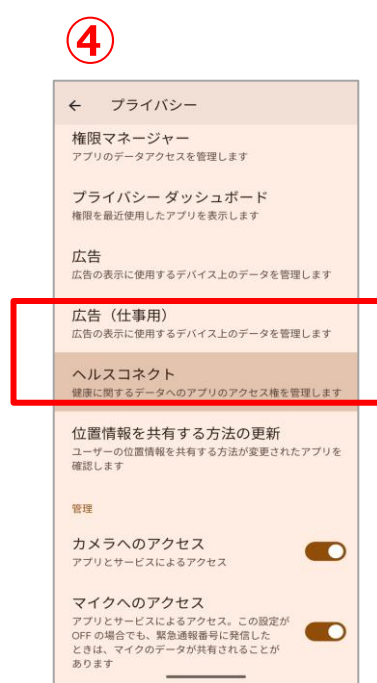 ④
← プライバシー
権限マネージャー
アプリのデータアクセスを管理します
プライバシー ダッシュボード
権限を最近使用したアプリを表示します
広告
広告の表示に使用するデバイス上のデータを管理します
広告（仕事用）
広告の表示に使用するデバイス上のデータを管理します
ヘルスコネクト
健康に関するデータへのアプリのアクセス権を管理します
位置情報を共有する方法の更新
ユーザーの位置情報を共有する方法が変更されたアプリを
確認します
管理
カメラへのアクセス
アプリとサービスによるアクセス
マイクへのアクセス
アプリとサービスによるアクセス。この設定が
OFF の場合でも、緊急通報番号に発信した
ときは、マイクのデータが共有されることが
あります